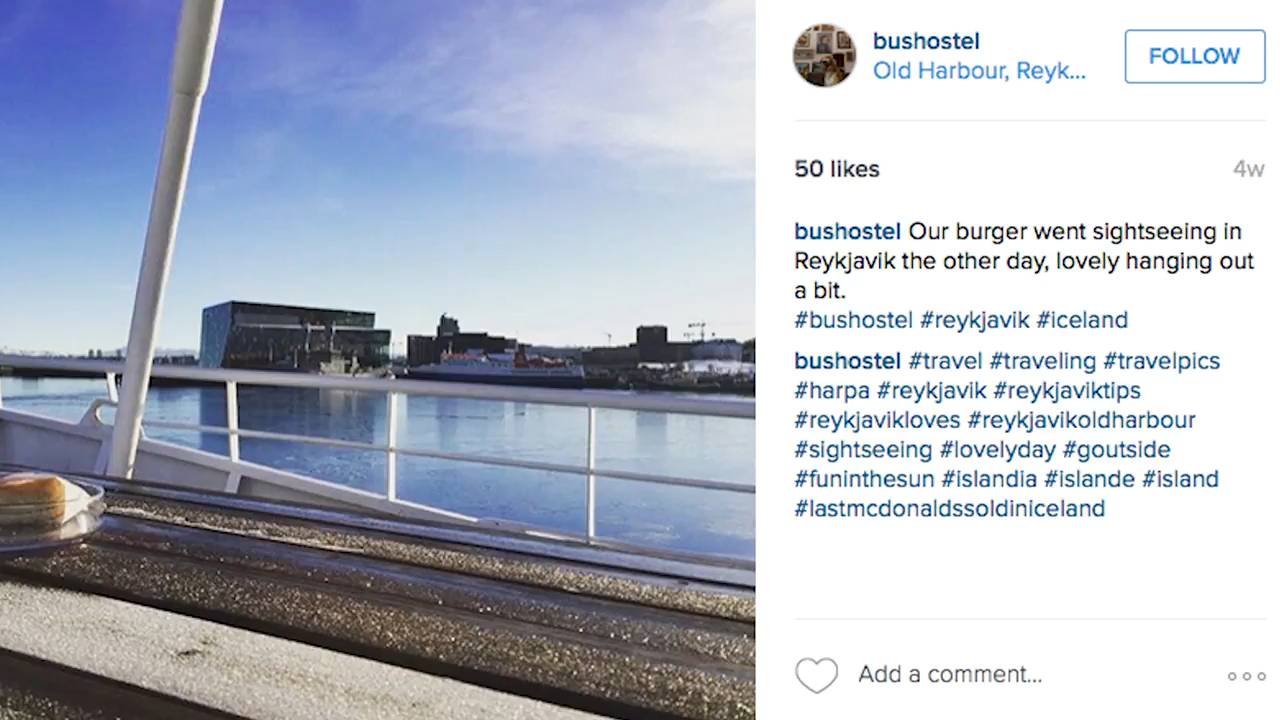 bushostel
Old Harbour, Reyk...
FOLLOW
50 likes
4w
bushostel Our burger went sightseeing in
Reykjavik the other day, lovely hanging out
a bit.
#bushostel #reykjavik #iceland
bushostel #travel #traveling #travelpics
#harpa #reykjavik #reykjaviktips
#reykjavikloves #reykjavikoldharbour
#sightseeing #lovelyday #goutside
#funinthesun #islandia #islande #island
#lastmcdonaldssoldiniceland
Add a comment...